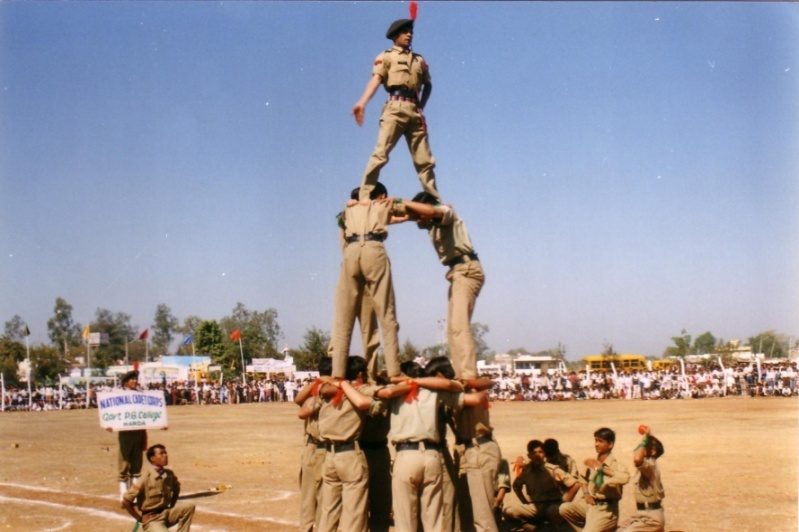 NATIONAL CADET CORPS
Govt. P.G. College
HARDA